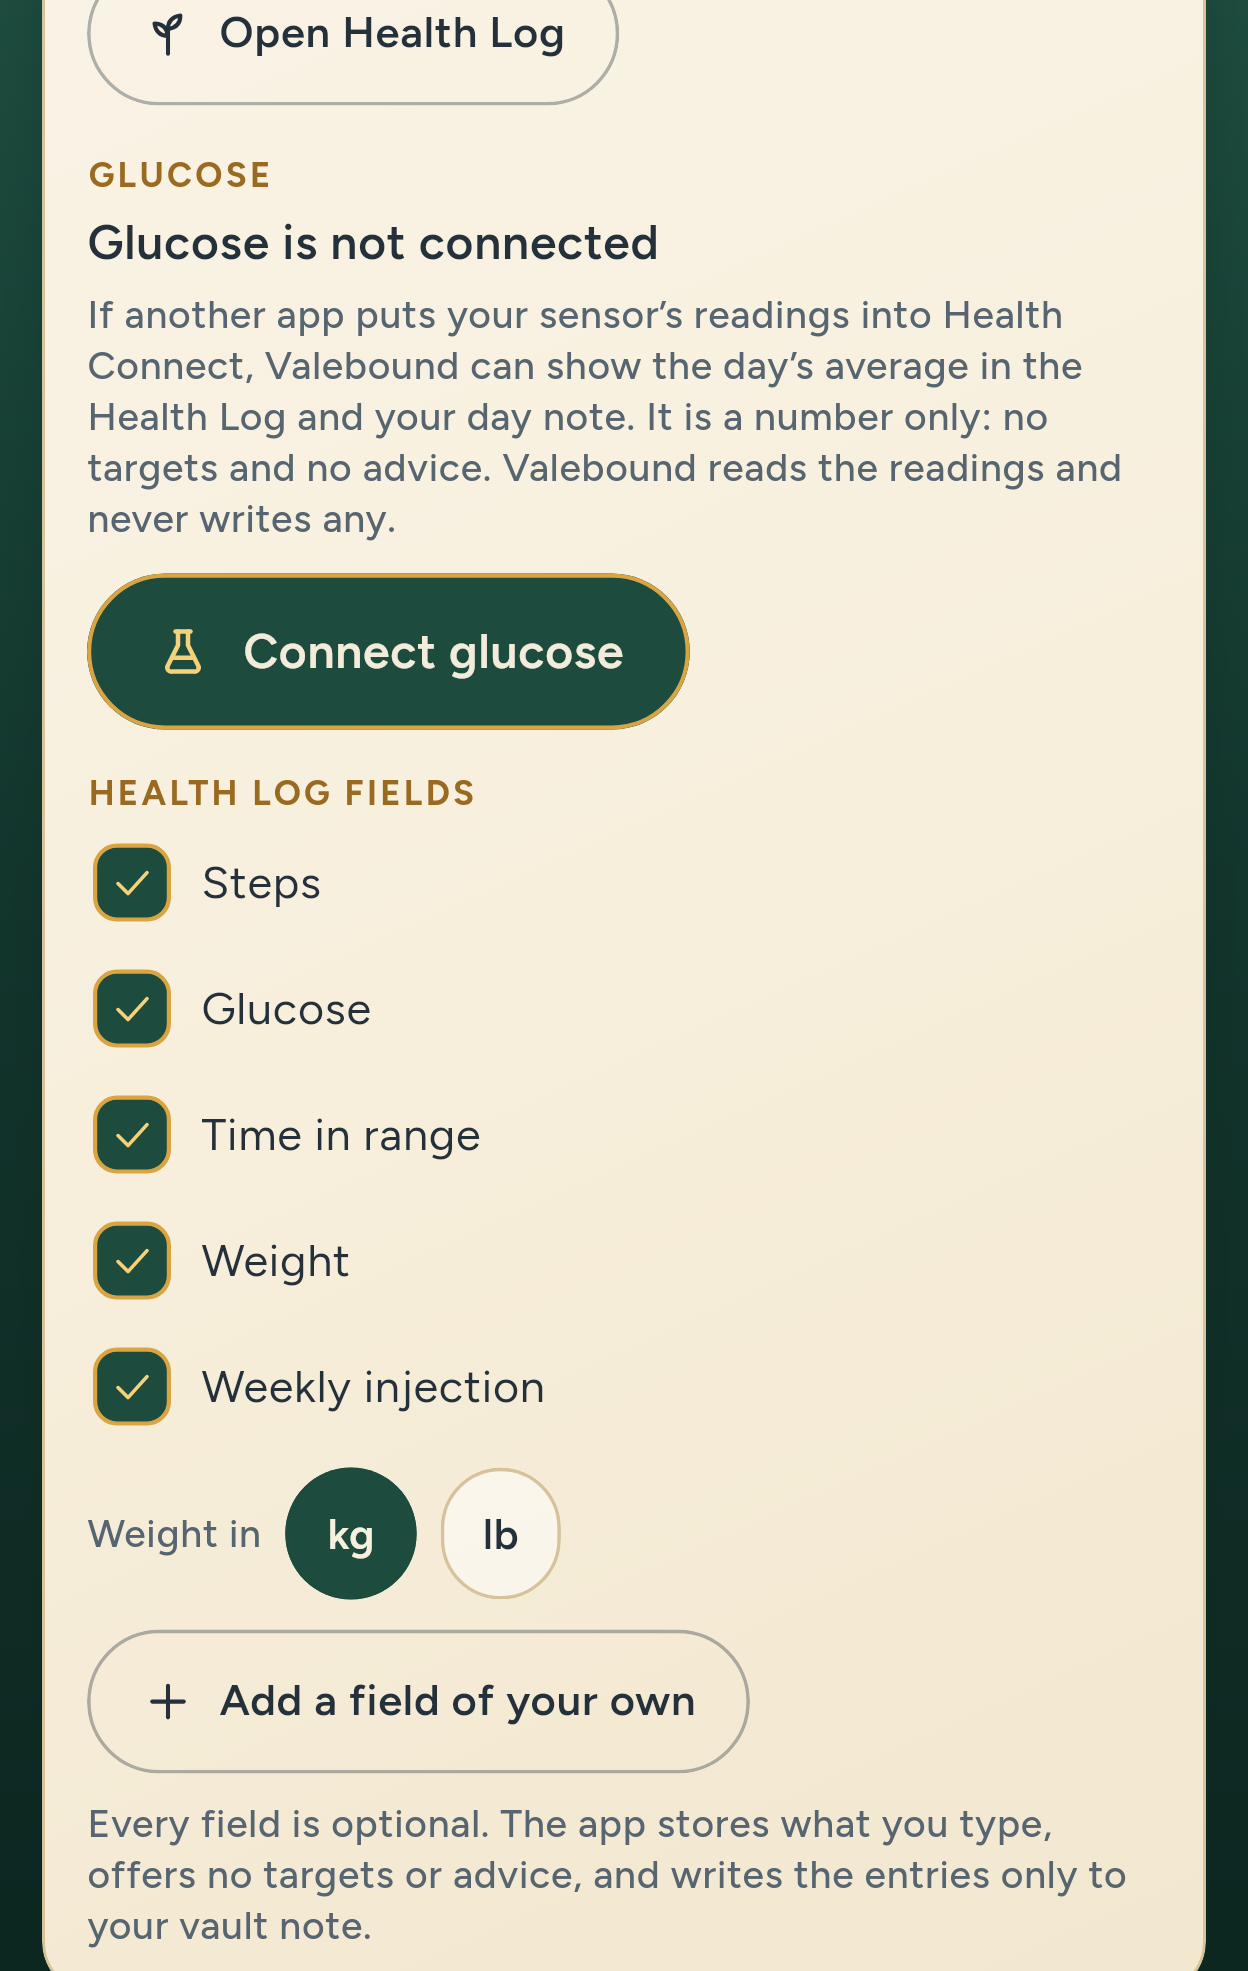 Open Health Log
GLUCOSE
Glucose is not connected
If another app puts your sensor’s readings into Health
Connect, Valebound can show the day’s average in the
Health Log and your day note. It is a number only: no
targets and no advice. Valebound reads the readings and
never writes any.
Connect glucose
HEALTH LOG FIELDS
Steps
Glucose
Time in range
Weight
Weekly injection
Weight in kg lb
Add a field of your own
Every field is optional. The app stores what you type,
offers no targets or advice, and writes the entries only to
your vault note.